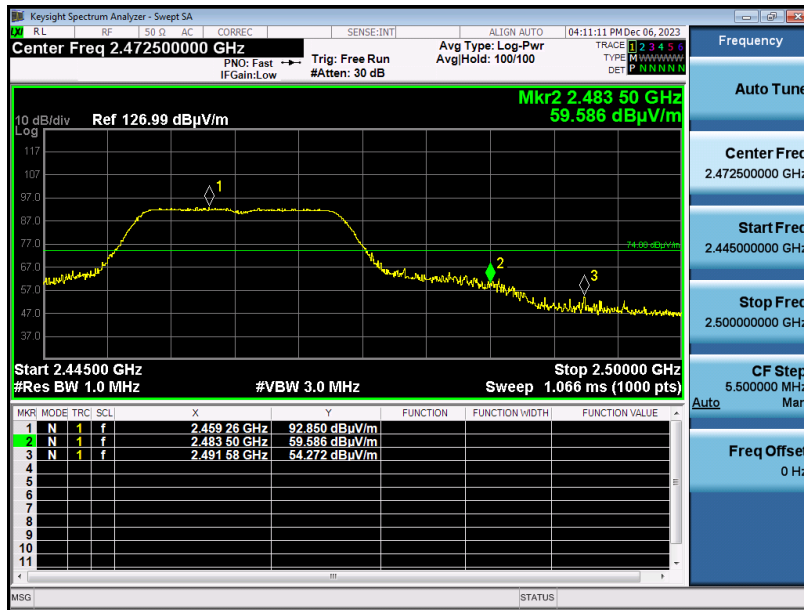 Keysight Spectrum Analyzer - Swept SA
LXI RL RF 50 Ω AC CORREC SENSE:INT ALIGN AUTO 04:11:11 PM Dec 06, 2023
Center Freq 2.472500000 GHz
PNO: Fast
IFGain:Low
Trig: Free Run
#Atten: 30 dB
Avg Type: Log-Pwr
Avg|Hold: 100/100
TRACE 1 2 3 4 5 6
TYPE M WWWWW
DET P N N N N N
Mkr2 2.483 50 GHz
59.586 dBµV/m
10 dB/div Ref 126.99 dBµV/m
Log
117
107
97.0
87.0
77.0
67.0
57.0
47.0
37.0
1
2
3
74.00 dBµV/m
Start 2.44500 GHz Stop 2.50000 GHz
#Res BW 1.0 MHz #VBW 3.0 MHz Sweep 1.066 ms (1000 pts)
MKR MODE TRC SCL X Y FUNCTION FUNCTION WIDTH FUNCTION VALUE
1 N 1 f 2.459 26 GHz 92.850 dBµV/m
2 N 1 f 2.483 50 GHz 59.586 dBµV/m
3 N 1 f 2.491 58 GHz 54.272 dBµV/m
4
5
6
7
8
9
10
11
MSG STATUS
Frequency
Auto Tune
Center Freq
2.472500000 GHz
Start Freq
2.445000000 GHz
Stop Freq
2.500000000 GHz
CF Step
5.500000 MHz
Auto Man
Freq Offset
0 Hz